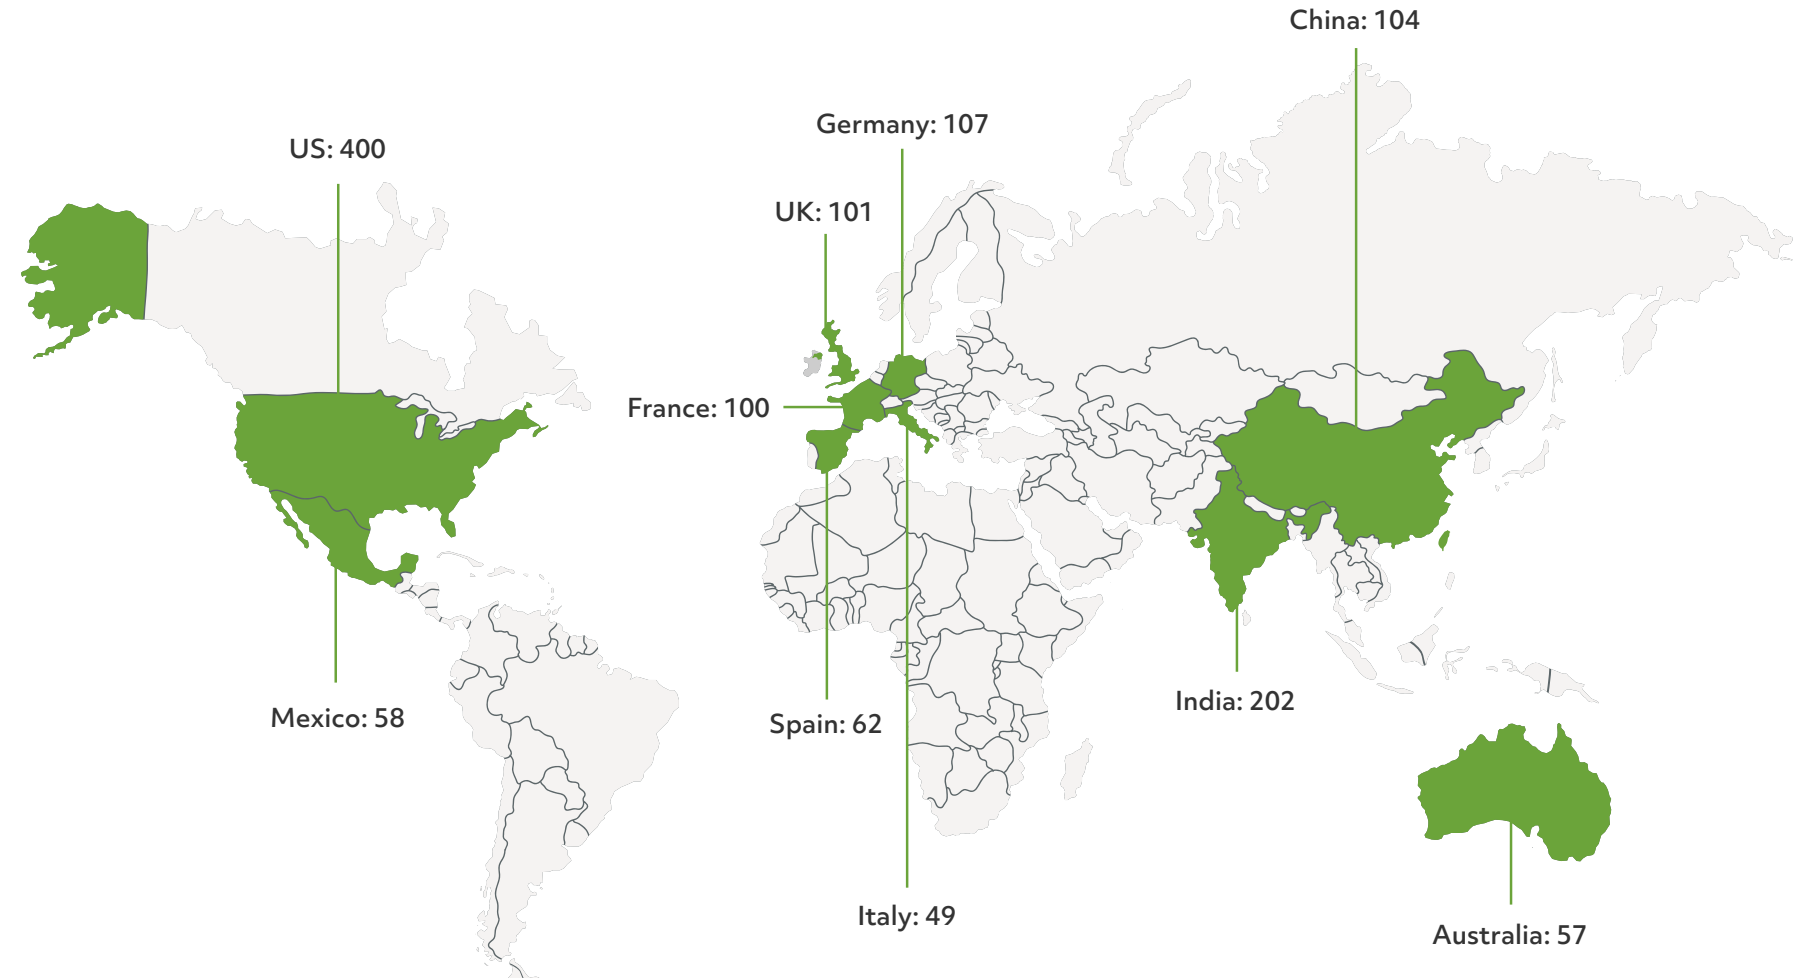 China: 104
Germany: 107
US: 400
UK: 101
France: 100
India: 202
Mexico: 58
Spain: 62
Italy: 49
Australia: 57